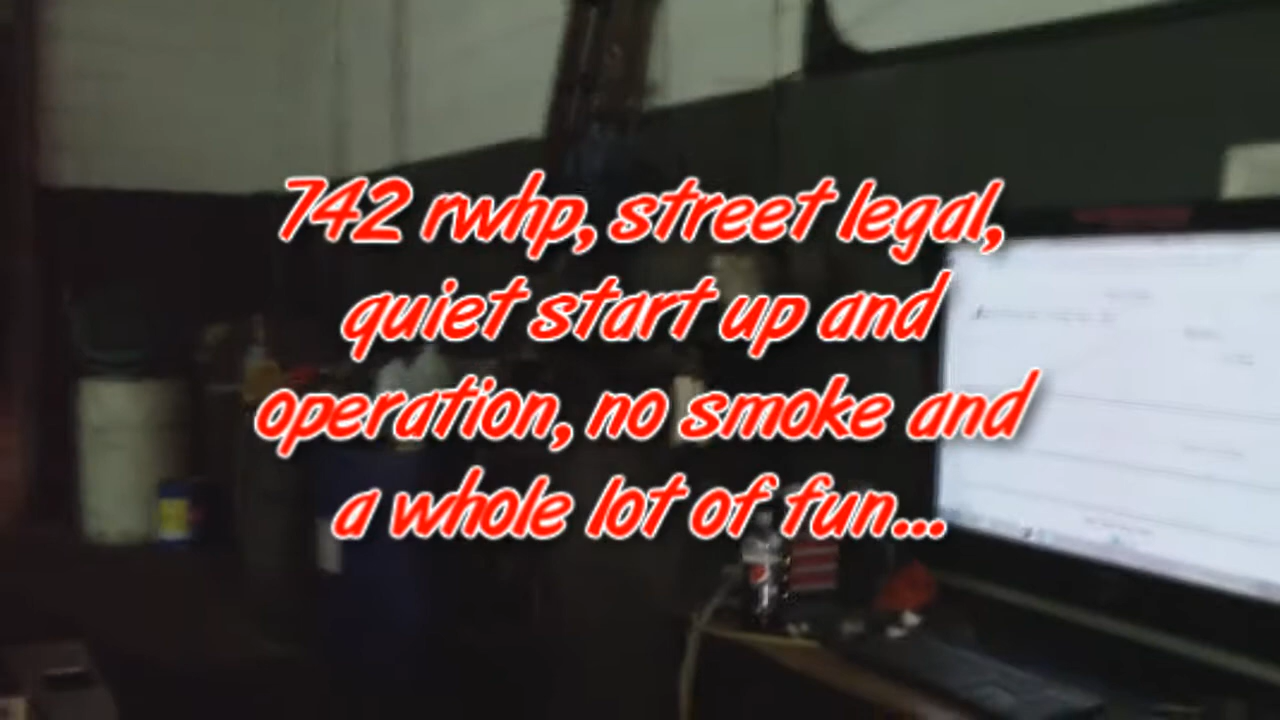 742 rwhp, street legal,
quiet start up and
operation, no smoke and
a whole lot of fun...